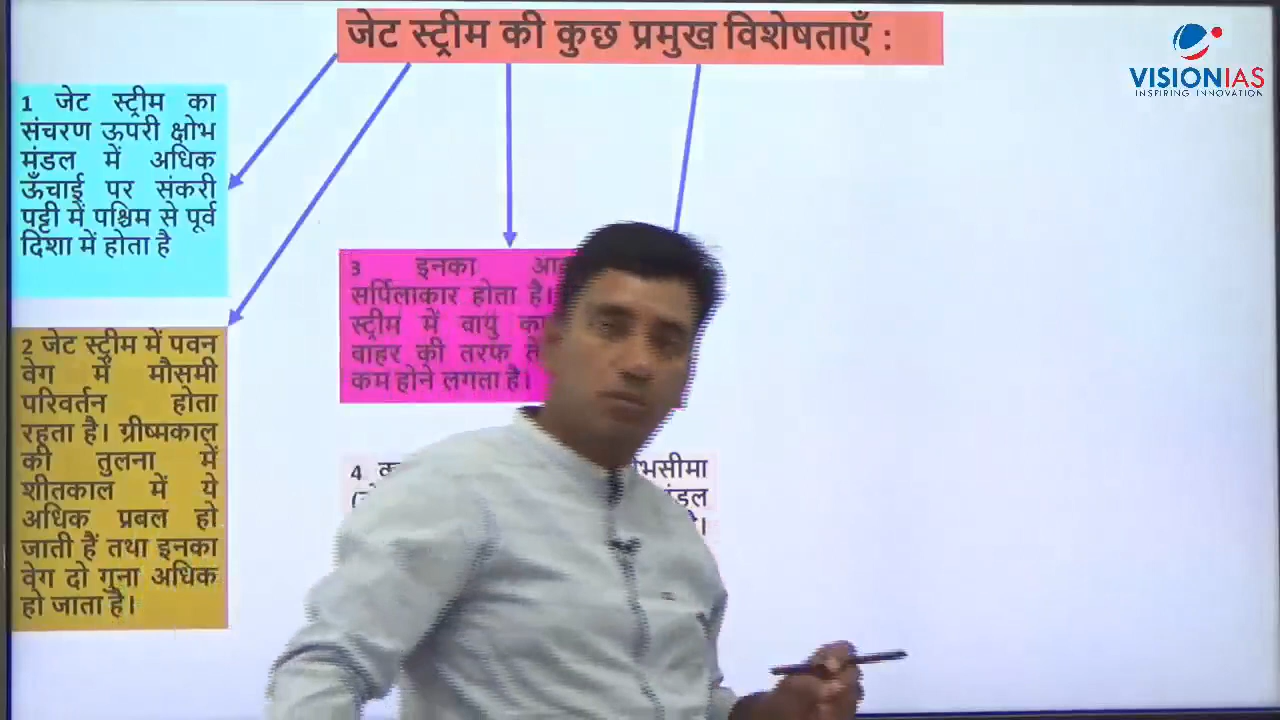 जेट स्ट्रीम की कुछ प्रमुख विशेषताएँ :
VISIONIAS
INSPIRING INNOVATION
1 जेट स्ट्रीम का
संचरण ऊपरी क्षोभ
मंडल में अधिक
ऊँचाई पर संकरी
पट्टी में पश्चिम से पूर्व
दिशा में होता है
2 जेट स्ट्रीम में पवन
वेग में मौसमी
परिवर्तन होता
रहता है। ग्रीष्मकाल
की तुलना में
शीतकाल में ये
अधिक प्रबल हो
जाती हैं तथा इनका
वेग दो गुना अधिक
हो जाता है।
3 इनका
सर्पिलाकार होता है।
स्ट्रीम में वायु
बाहर की तरफ
कम होने लगता है।
4